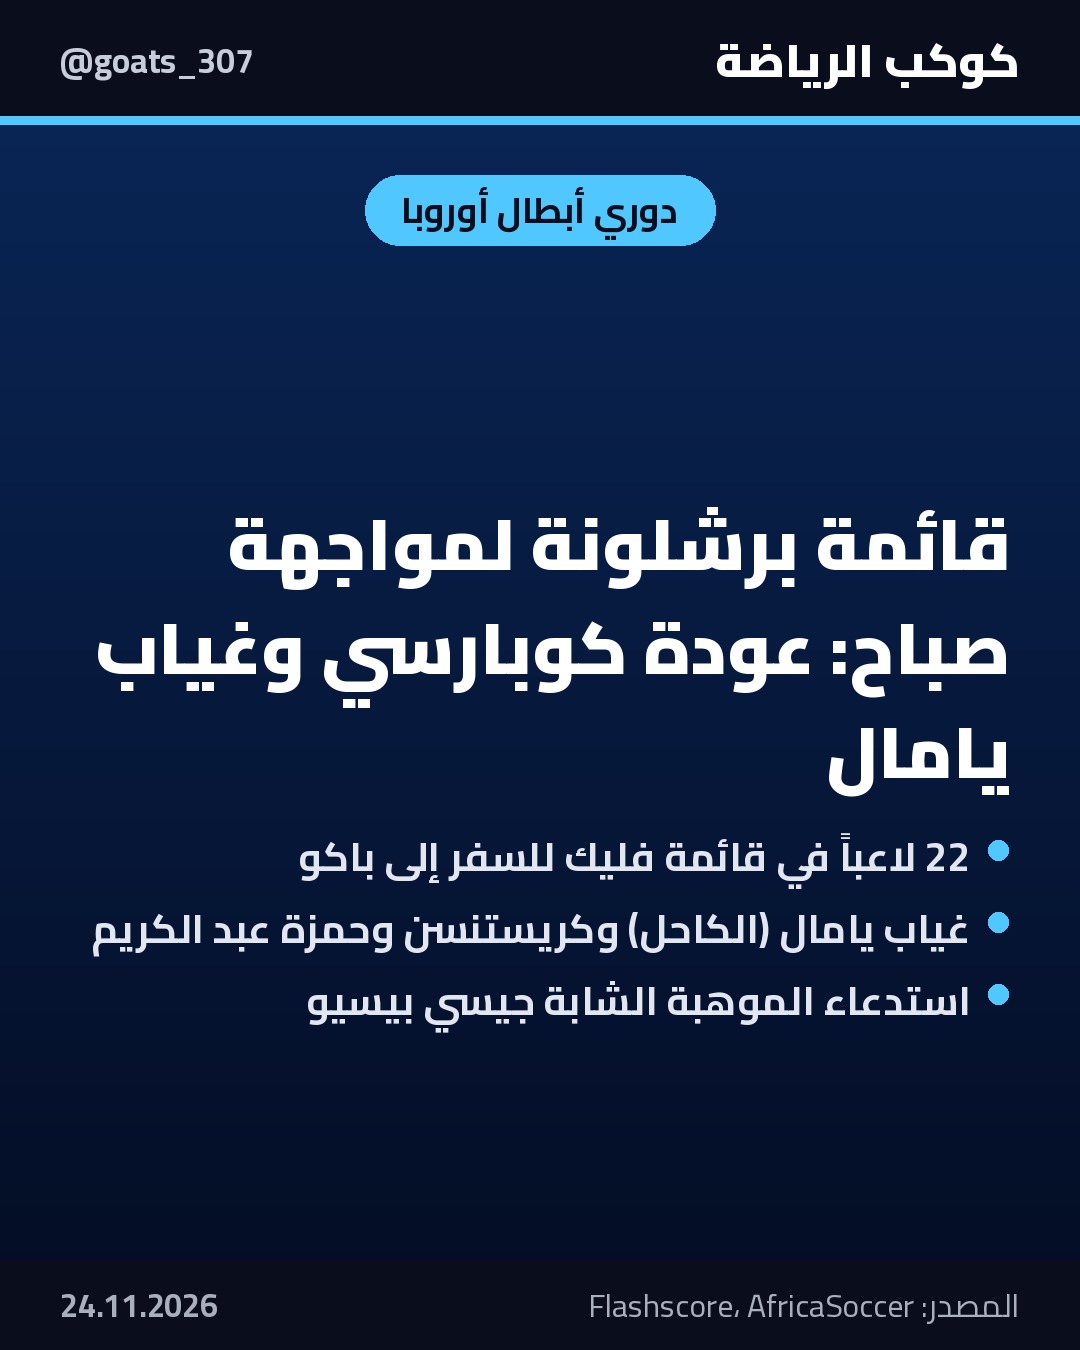 كوكب الرياضة
@goats_307
دوري أبطال أوروبا
قائمة برشلونة لمواجهة
صباح: عودة كوبارسي وغياب
يامال
22 لاعباً في قائمة فليك للسفر إلى باكو
غياب يامال (الكاحل) وكريستنسن وحمزة عبد الكريم
استدعاء الموهبة الشابة جيسي بيسيو
المصدر: Flashscore، AfricaSoccer
24.11.2026